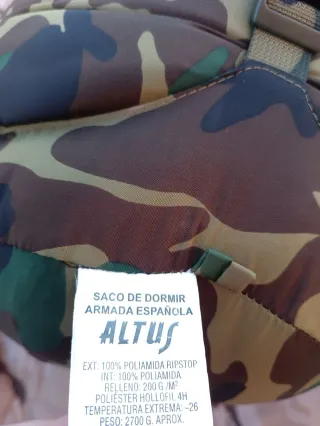 SACO DE DORMIR
ARMADA ESPAÑOLA
ALTUS
EXT: 100% POLIAMIDA RIPSTOP
INT: 100% POLIAMIDA
RELLENO: 200 G/M²
POLIÉSTER HOLLOFIL 4H
TEMPERATURA EXTREMA: -26
PESO: 2700 G. APROX.